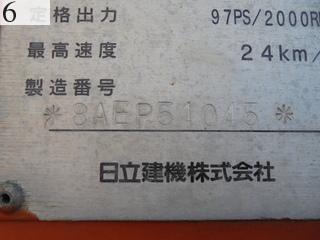 6
定格出力 97PS/2000R
最高速度 24km/
製造番号
*8AEP51045*
日立建機株式会社